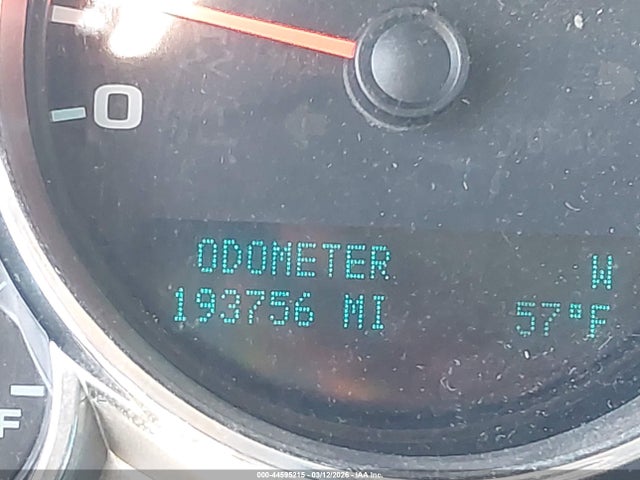 0
ODOMETER W
193756 MI 57°F
F
000-44595215 - 03/12/2026 - IAA Inc.